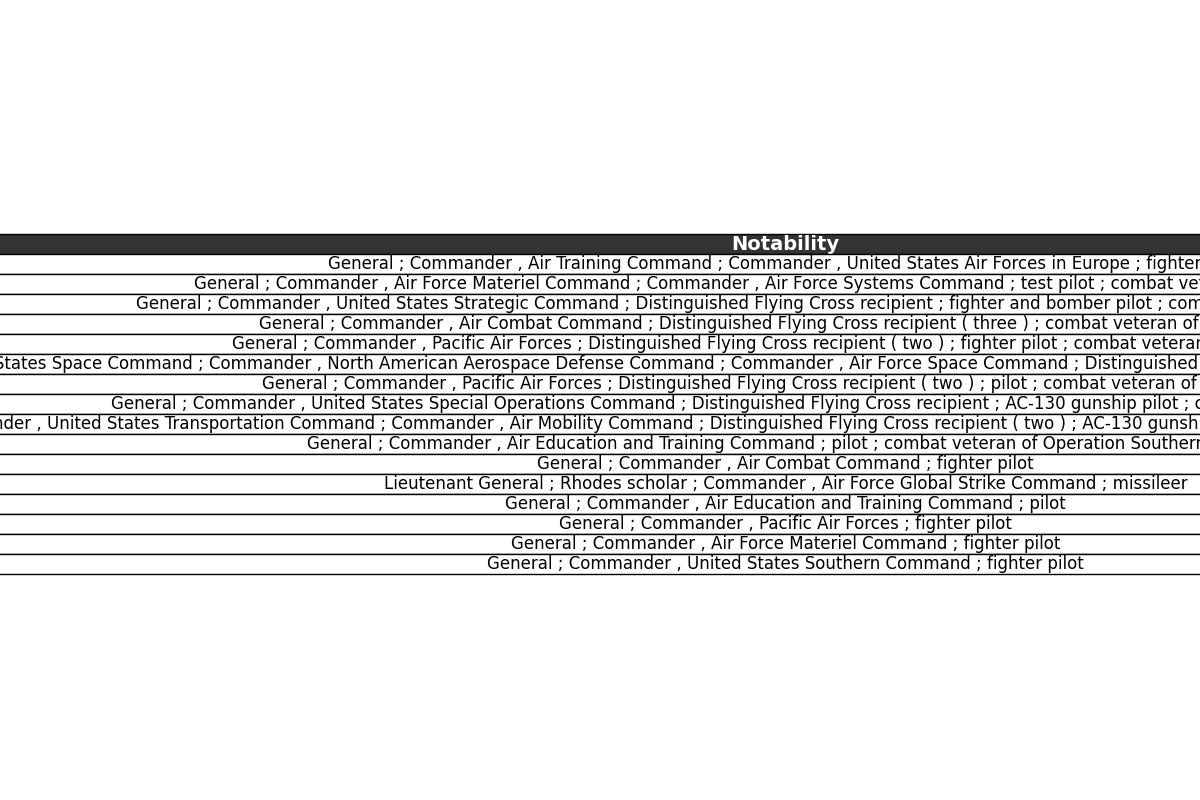 Notability
General ; Commander , Air Training Command ; Commander , United States Air Forces in Europe ; fighter
General ; Commander , Air Force Materiel Command ; Commander , Air Force Systems Command ; test pilot ; combat
General ; Commander , United States Strategic Command ; Distinguished Flying Cross recipient ; fighter and bomber pilot ;
General ; Commander , Air Combat Command ; Distinguished Flying Cross recipient ( three ) ; combat veteran of
General ; Commander , Pacific Air Forces ; Distinguished Flying Cross recipient ( two ) ; fighter pilot ; combat veteran
States Space Command ; Commander , North American Aerospace Defense Command ; Commander , Air Force Space Command ; Distinguished
General ; Commander , Pacific Air Forces ; Distinguished Flying Cross recipient ( two ) ; pilot ; combat veteran of
General ; Commander , United States Special Operations Command ; Distinguished Flying Cross recipient ; AC-130 gunship pilot ;
, United States Transportation Command ; Commander , Air Mobility Command ; Distinguished Flying Cross recipient ( two ) ; AC-130
General ; Commander , Air Education and Training Command ; pilot ; combat veteran of Operation Southern
General ; Commander , Air Combat Command ; fighter pilot
Lieutenant General ; Rhodes scholar ; Commander , Air Force Global Strike Command ; missileer
General ; Commander , Air Education and Training Command ; pilot
General ; Commander , Pacific Air Forces ; fighter pilot
General ; Commander , Air Force Materiel Command ; fighter pilot
General ; Commander , United States Southern Command ; fighter pilot